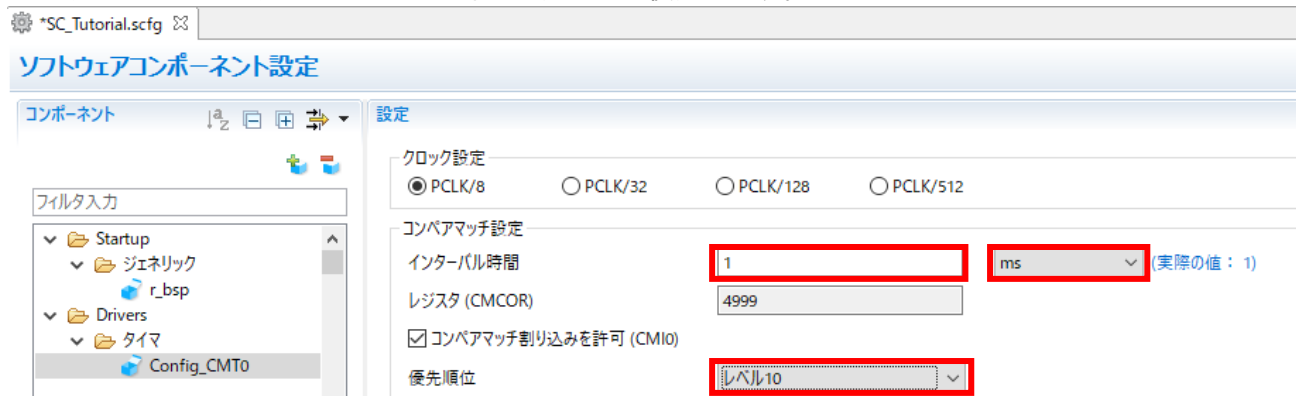 *SC_Tutorial.scfg
ソフトウェアコンポーネント設定
コンポーネント
設定
フィルタ入力
Startup
ジェネリック
r_bsp
Drivers
タイマ
Config_CMT0
クロック設定
PCLK/8 PCLK/32 PCLK/128 PCLK/512
コンペアマッチ設定
インターバル時間 1 ms (実際の値： 1)
レジスタ (CMCOR) 4999
コンペアマッチ割り込みを許可 (CMI0)
優先順位 レベル10